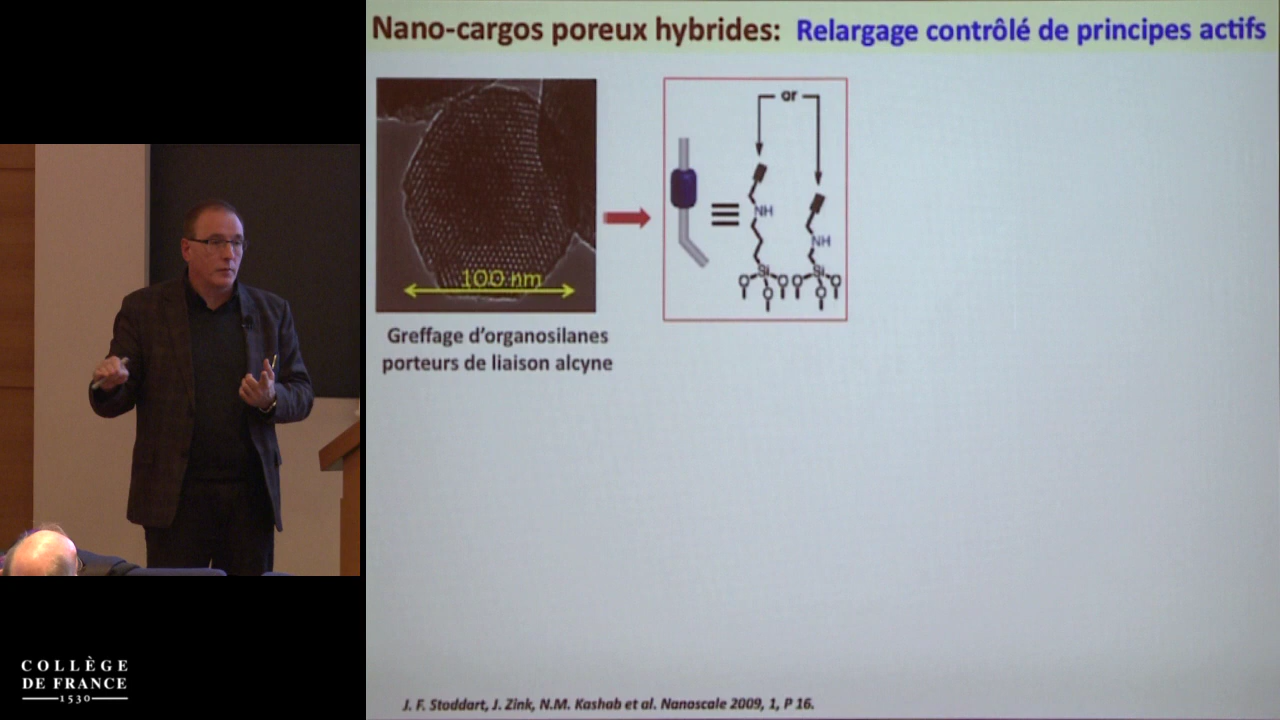 Nano-cargos poreux hybrides: Relargage contrôlé de principes actifs
100 nm
or
NH
NH
Si
Si
O
O
O
O
O
O
Greffage d'organosilanes
porteurs de liaison alcyne
J. F. Stoddart, J. Zink, N.M. Kashab et al. Nanoscale 2009, 1, P 16.
COLLÈGE
DE FRANCE
1530